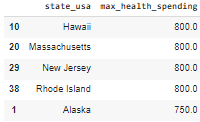 state_usa max_health_spending
10 Hawaii 800.0
20 Massachusetts 800.0
29 New Jersey 800.0
38 Rhode Island 800.0
1 Alaska 750.0